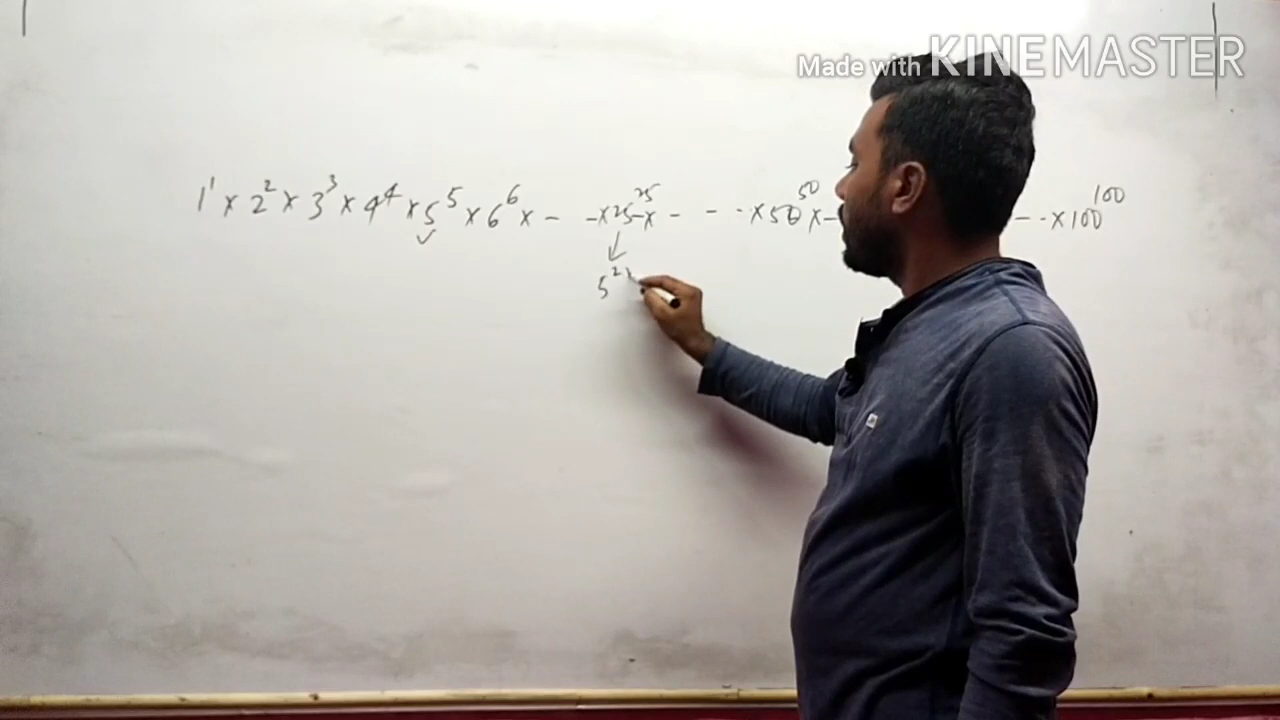 Made with KINEMASTER
1¹ × 2² × 3³ × 4⁴ × 5⁵ × 6⁶ × - - × 25²⁵ × - - - · × 50⁵⁰ × - - · × 100¹⁰⁰
✓ ↓
5²